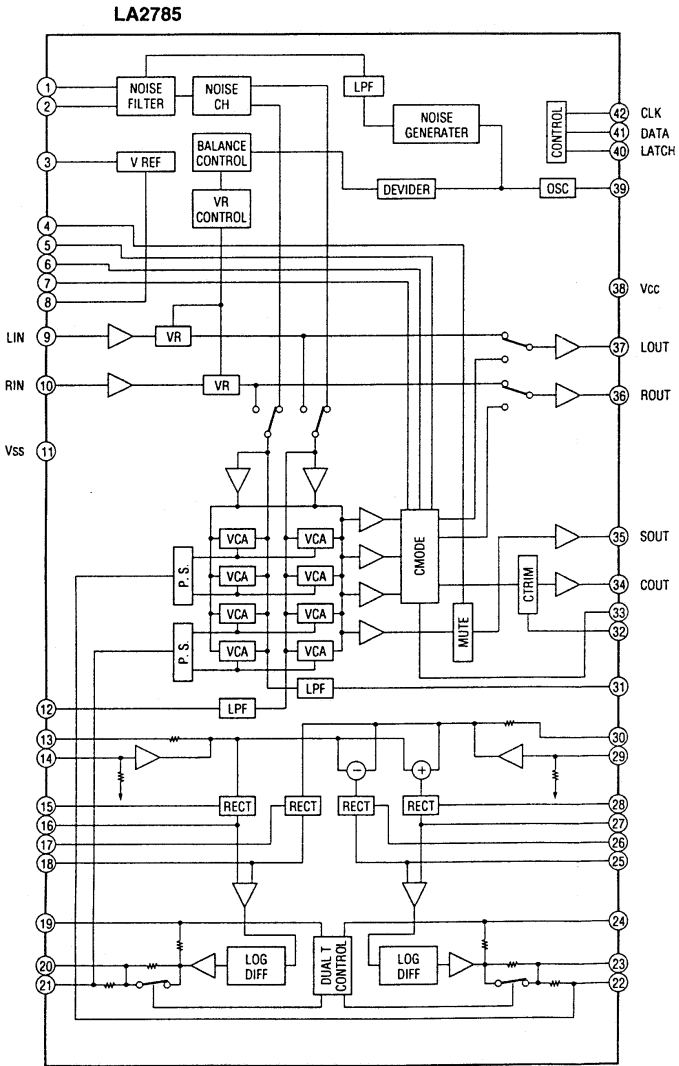 LA2785
1
NOISE FILTER
NOISE CH
LPF
2
NOISE GENERATER
CONTROL
42 CLK
41 DATA
40 LATCH
3
V REF
BALANCE CONTROL
DEVIDER
OSC
39
VR CONTROL
4
5
6
7
8
38 Vcc
LIN 9
VR
37 LOUT
RIN 10
VR
36 ROUT
Vss 11
P. S.
VCA
VCA
CMODE
35 SOUT
VCA
VCA
CTRIM
34 COUT
33
P. S.
VCA
VCA
MUTE
32
VCA
VCA
LPF
31
12
LPF
13
30
14
29
−
+
15
RECT
RECT
RECT
RECT
28
16
27
17
26
18
25
19
24
20
LOG DIFF
DUAL T CONTROL
LOG DIFF
23
21
22